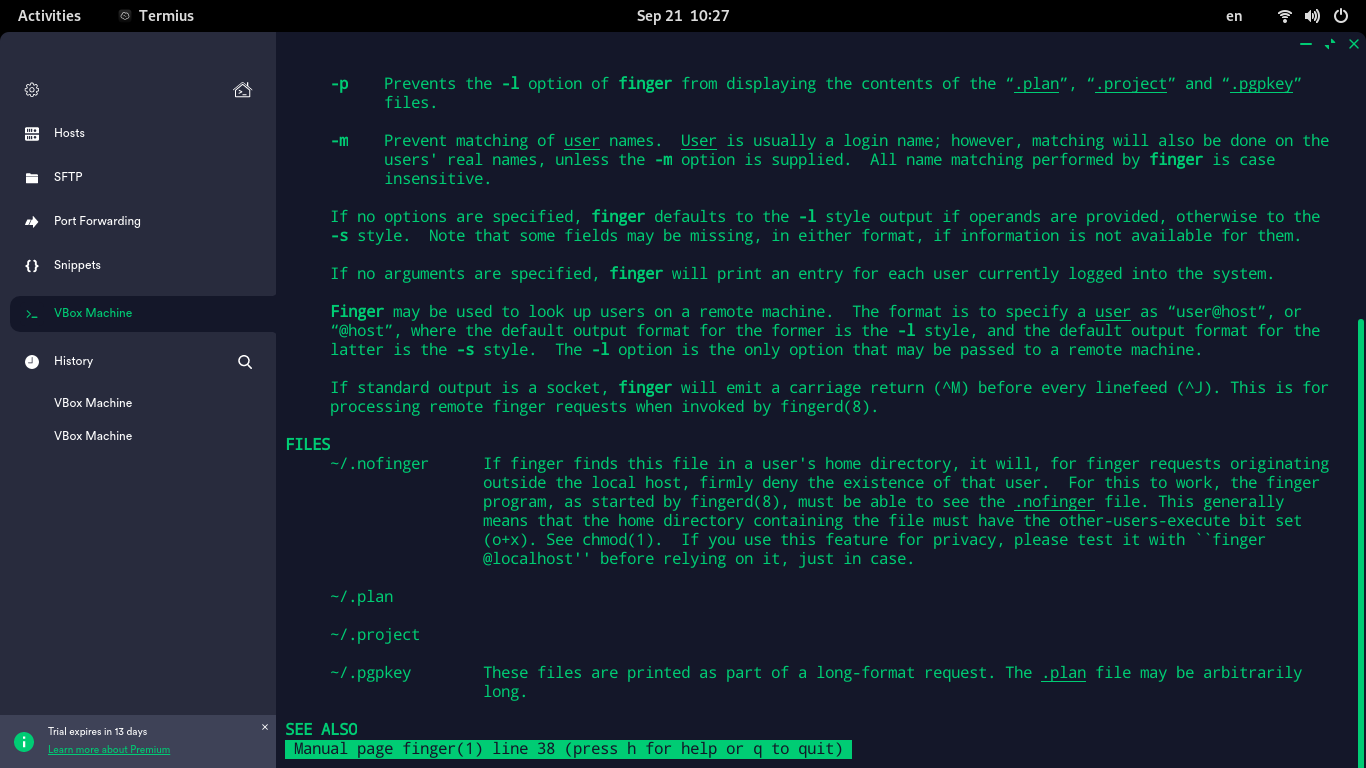 Activities Termius Sep 21 10:27 en
Hosts
SFTP
Port Forwarding
Snippets
VBox Machine
History
VBox Machine
VBox Machine
Trial expires in 13 days
Learn more about Premium
-p Prevents the -l option of finger from displaying the contents of the “.plan”, “.project” and “.pgpkey”
files.
-m Prevent matching of user names. User is usually a login name; however, matching will also be done on the
users' real names, unless the -m option is supplied. All name matching performed by finger is case
insensitive.
If no options are specified, finger defaults to the -l style output if operands are provided, otherwise to the
-s style. Note that some fields may be missing, in either format, if information is not available for them.
If no arguments are specified, finger will print an entry for each user currently logged into the system.
Finger may be used to look up users on a remote machine. The format is to specify a user as “user@host”, or
“@host”, where the default output format for the former is the -l style, and the default output format for the
latter is the -s style. The -l option is the only option that may be passed to a remote machine.
If standard output is a socket, finger will emit a carriage return (^M) before every linefeed (^J). This is for
processing remote finger requests when invoked by fingerd(8).
FILES
~/.nofinger If finger finds this file in a user's home directory, it will, for finger requests originating
outside the local host, firmly deny the existence of that user. For this to work, the finger
program, as started by fingerd(8), must be able to see the .nofinger file. This generally
means that the home directory containing the file must have the other-users-execute bit set
(o+x). See chmod(1). If you use this feature for privacy, please test it with ``finger
@localhost'' before relying on it, just in case.
~/.plan
~/.project
~/.pgpkey These files are printed as part of a long-format request. The .plan file may be arbitrarily
long.
SEE ALSO
Manual page finger(1) line 38 (press h for help or q to quit)